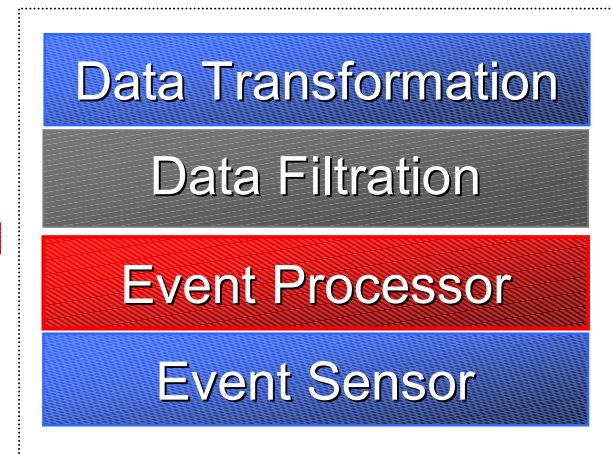 Data Transformation
Data Filtration
Event Processor
Event Sensor